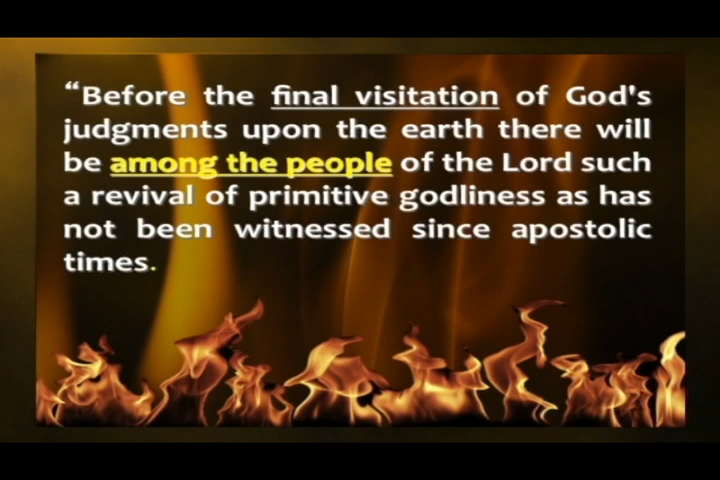 “Before the final visitation of God's
judgments upon the earth there will
be among the people of the Lord such
a revival of primitive godliness as has
not been witnessed since apostolic
times.